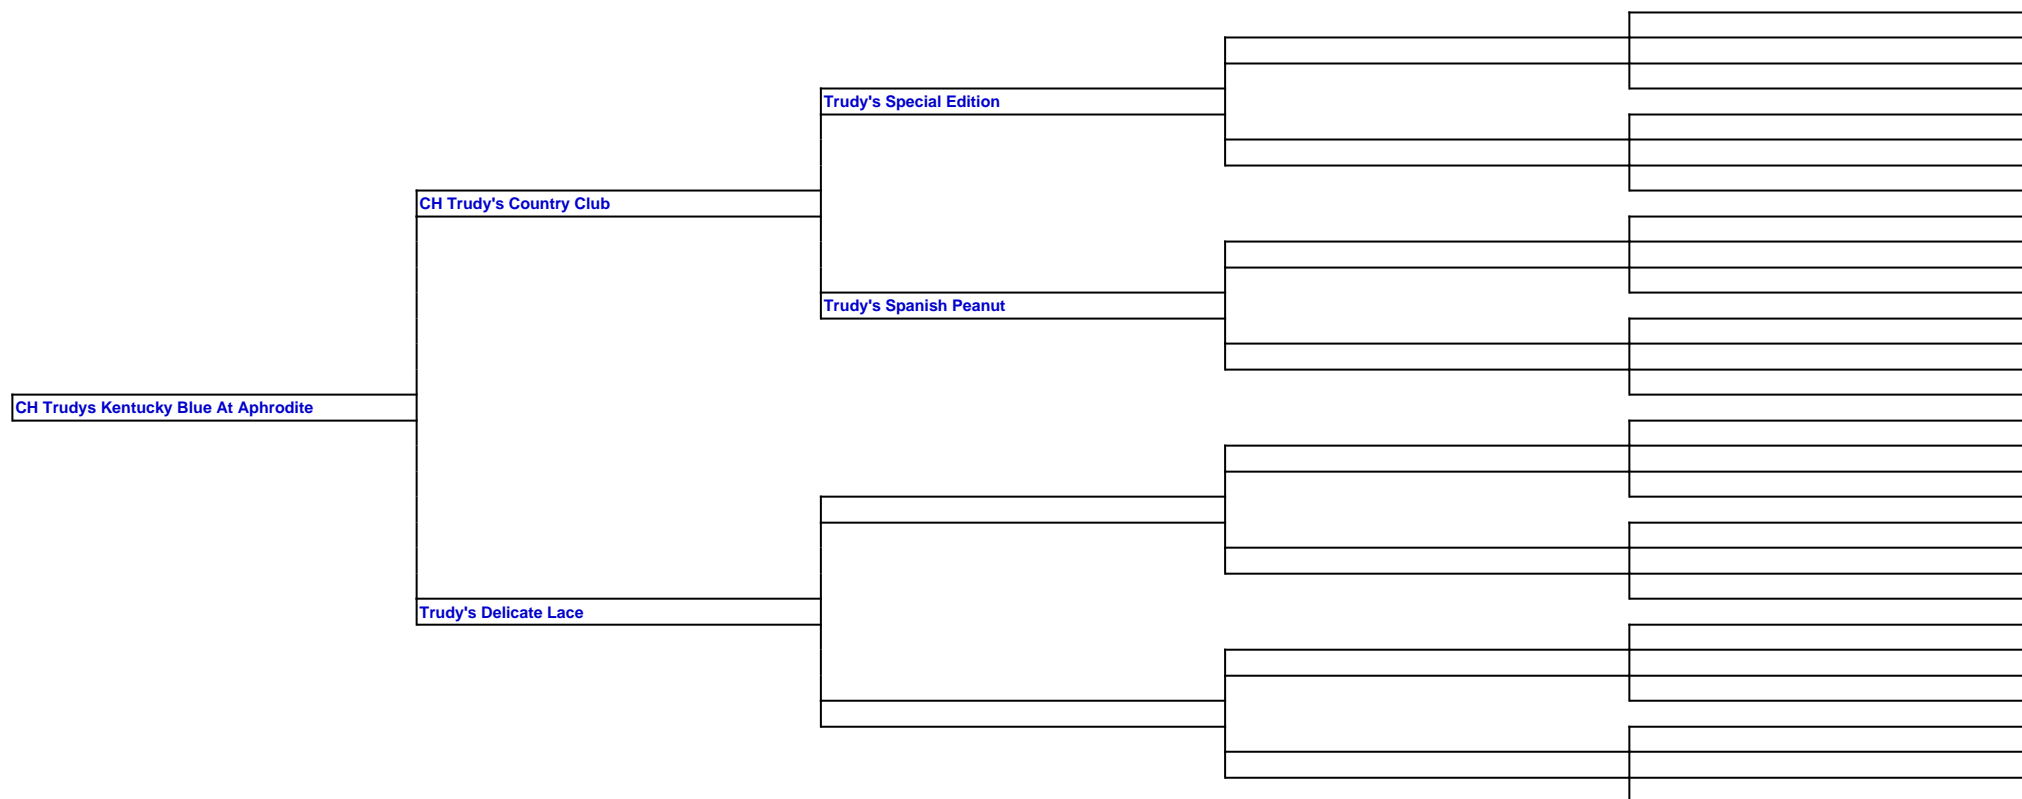 Trudy's Special Edition
CH Trudy's Country Club
Trudy's Spanish Peanut
CH Trudys Kentucky Blue At Aphrodite
Trudy's Delicate Lace